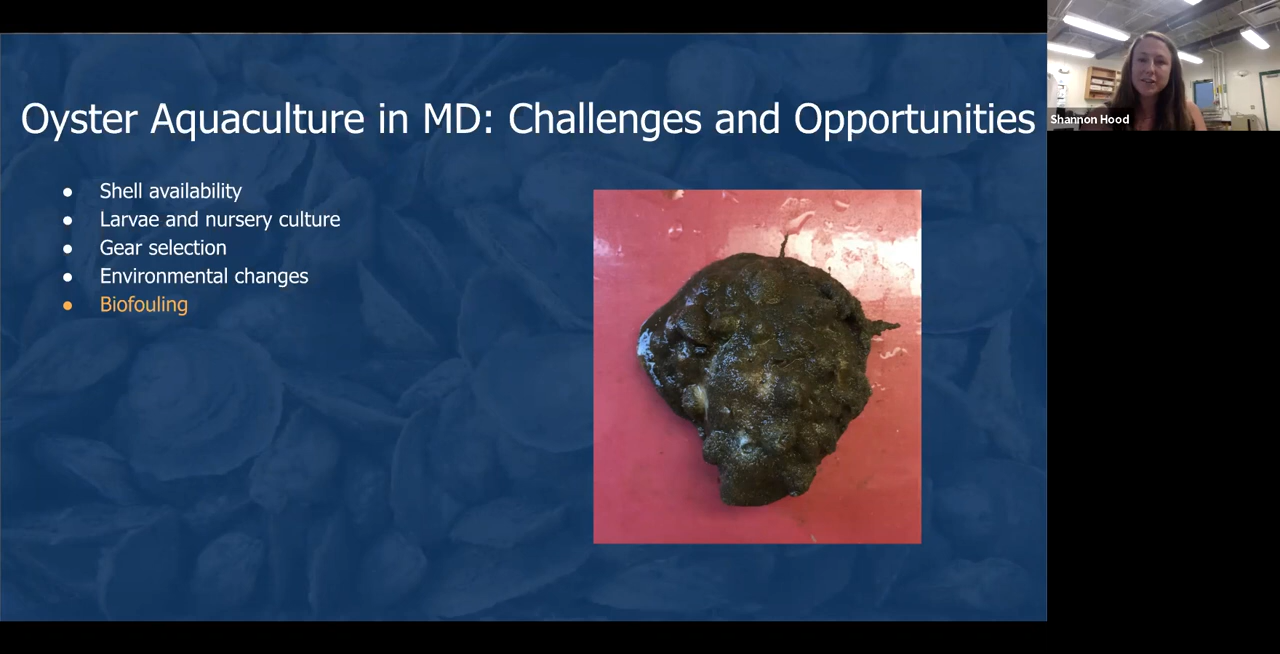 Oyster Aquaculture in MD: Challenges and Opportunities
● Shell availability
● Larvae and nursery culture
● Gear selection
● Environmental changes
● Biofouling
Shannon Hood